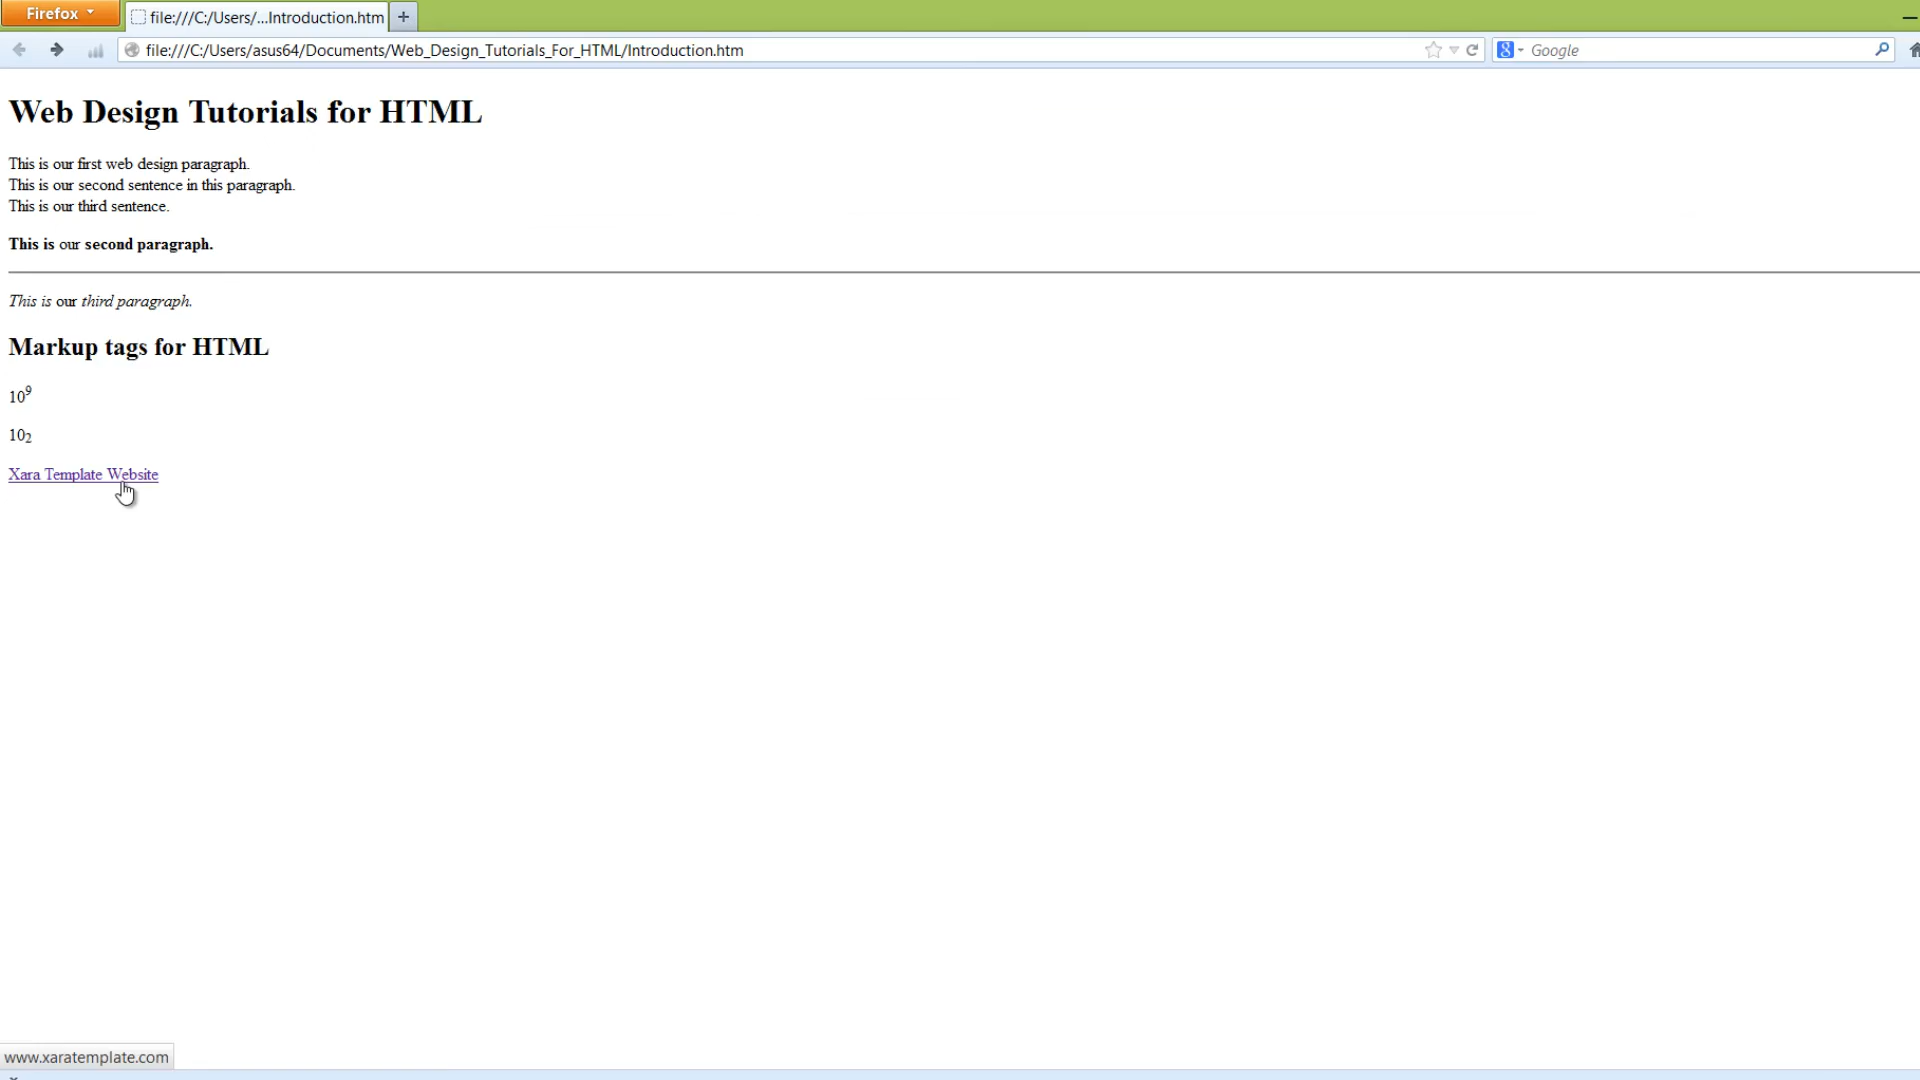 Firefox
file:///C:/Users/...Introduction.htm
+
file:///C:/Users/asus64/Documents/Web_Design_Tutorials_For_HTML/Introduction.htm
8
Google
Web Design Tutorials for HTML
This is our first web design paragraph.
This is our second sentence in this paragraph.
This is our third sentence.
This is our second paragraph.
This is our third paragraph.
Markup tags for HTML
10⁹
10₂
Xara Template Website
www.xaratemplate.com